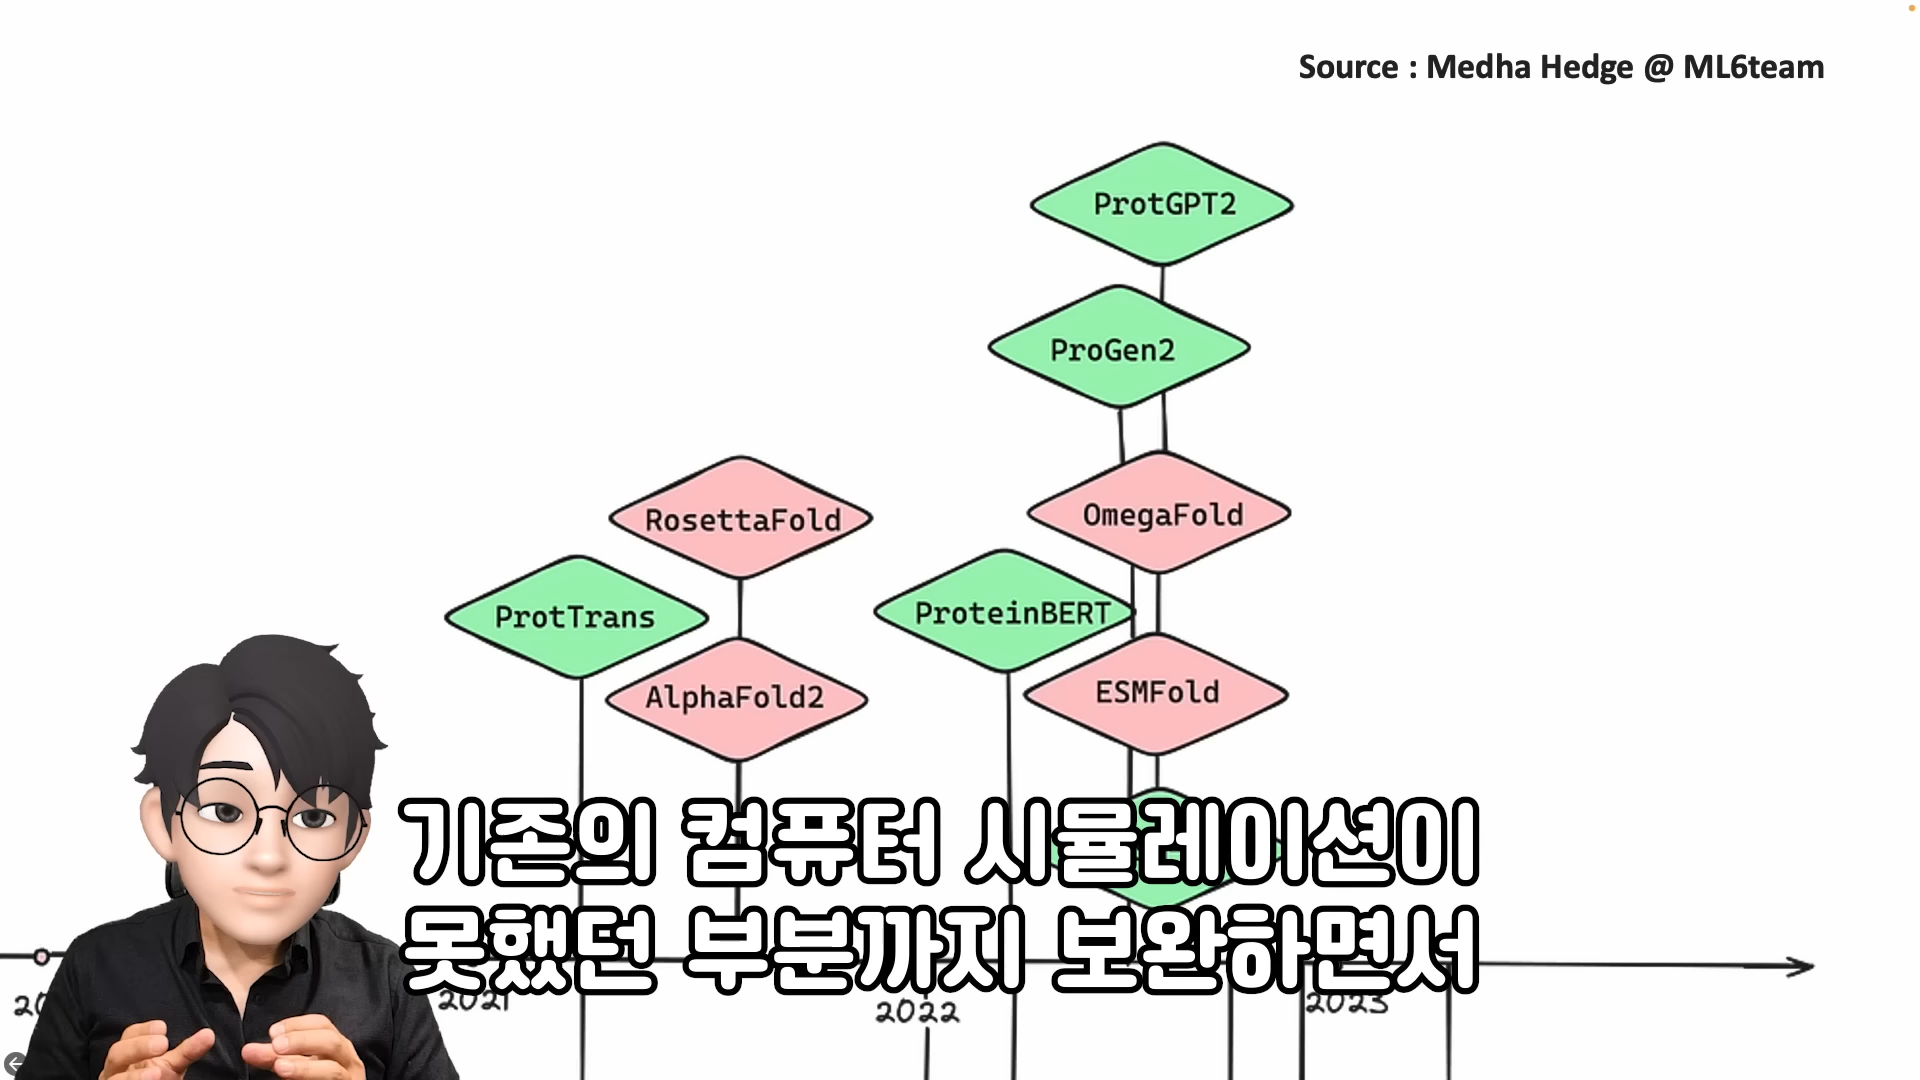 Source : Medha Hedge @ ML6team
ProtGPT2
ProGen2
RosettaFold
OmegaFold
ProtTrans
ProteinBERT
AlphaFold2
ESMFold
기존의 컴퓨터 시뮬레이션이
못했던 부분까지 보완하면서
2021
2022
2023